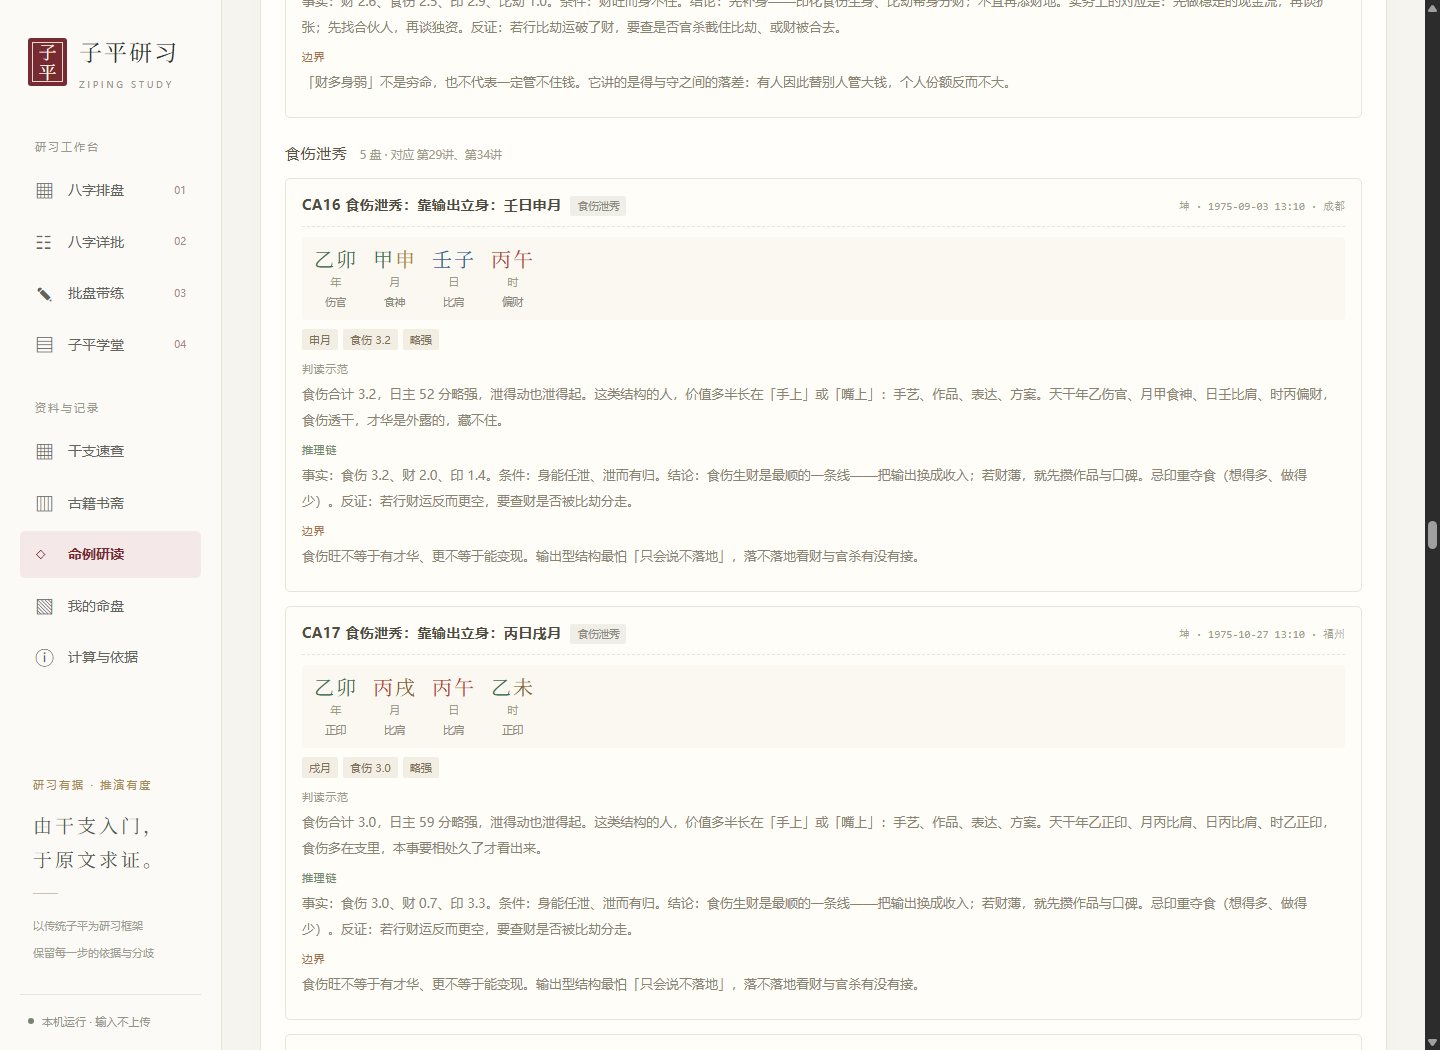 子平
子平研习
ZIPING STUDY
研习工作台
八字排盘 01
八字详批 02
批盘带练 03
子平学堂 04
资料与记录
干支速查
古籍书斋
命例研读
我的命盘
计算与依据
研习有据 · 推演有度
由干支入门，
于原文求证。
以传统子平为研习框架
保留每一步的依据与分歧
本机运行 · 输入不上传
张；先找合伙人，再谈独资。反证：若行比劫运破了财，要查是否官杀截住比劫、或财被合去。
边界
「财多身弱」不是穷命，也不代表一定管不住钱。它讲的是得与守之间的落差：有人因此替别人管大钱，个人份额反而不大。
食伤泄秀 5 盘 · 对应 第29讲、第34讲
CA16 食伤泄秀：靠输出立身：壬日申月 食伤泄秀 坤 · 1975-09-03 13:10 · 成都
乙卯 甲申 壬子 丙午
年 月 日 时
伤官 食神 比肩 偏财
申月 食伤 3.2 略强
判读示范
食伤合计 3.2，日主 52 分略强，泄得动也泄得起。这类结构的人，价值多半长在「手上」或「嘴上」：手艺、作品、表达、方案。天干年乙伤官、月甲食神、日壬比肩、时丙偏财，
食伤透干，才华是外露的，藏不住。
推理链
事实：食伤 3.2、财 2.0、印 1.4。条件：身能任泄、泄而有归。结论：食伤生财是最顺的一条线——把输出换成收入；若财薄，就先攒作品与口碑。忌印重夺食（想得多、做得
少）。反证：若行财运反而更空，要查财是否被比劫分走。
边界
食伤旺不等于有才华、更不等于能变现。输出型结构最怕「只会说不落地」，落不落地看财与官杀有没有接。
CA17 食伤泄秀：靠输出立身：丙日戌月 食伤泄秀 坤 · 1975-10-27 13:10 · 福州
乙卯 丙戌 丙午 乙未
年 月 日 时
正印 比肩 比肩 正印
戌月 食伤 3.0 略强
判读示范
食伤合计 3.0，日主 59 分略强，泄得动也泄得起。这类结构的人，价值多半长在「手上」或「嘴上」：手艺、作品、表达、方案。天干年乙正印、月丙比肩、日丙比肩、时乙正印，
食伤多在支里，本事要相处久了才看出来。
推理链
事实：食伤 3.0、财 0.7、印 3.3。条件：身能任泄、泄而有归。结论：食伤生财是最顺的一条线——把输出换成收入；若财薄，就先攒作品与口碑。忌印重夺食（想得多、做得
少）。反证：若行财运反而更空，要查财是否被比劫分走。
边界
食伤旺不等于有才华、更不等于能变现。输出型结构最怕「只会说不落地」，落不落地看财与官杀有没有接。